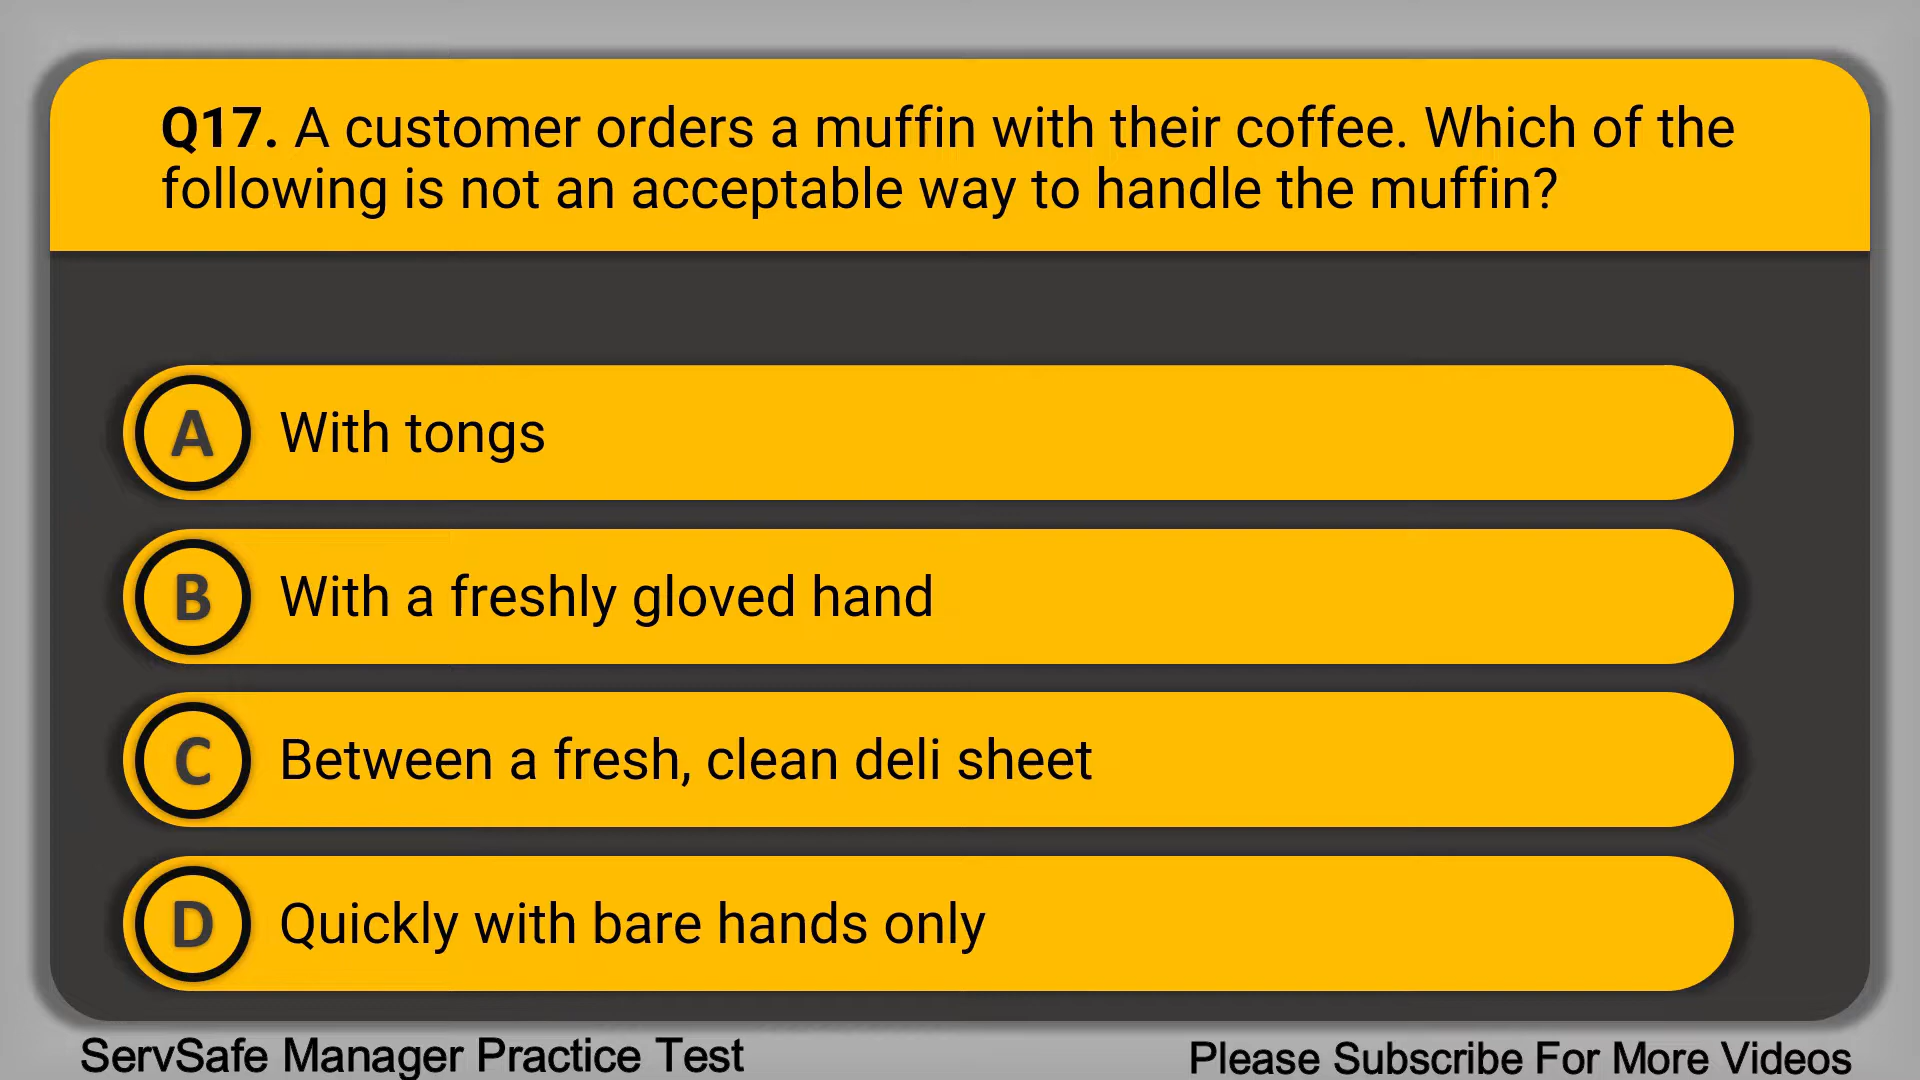 Q17. A customer orders a muffin with their coffee. Which of the
following is not an acceptable way to handle the muffin?
A With tongs
B With a freshly gloved hand
C Between a fresh, clean deli sheet
D Quickly with bare hands only
ServSafe Manager Practice Test
Please Subscribe For More Videos